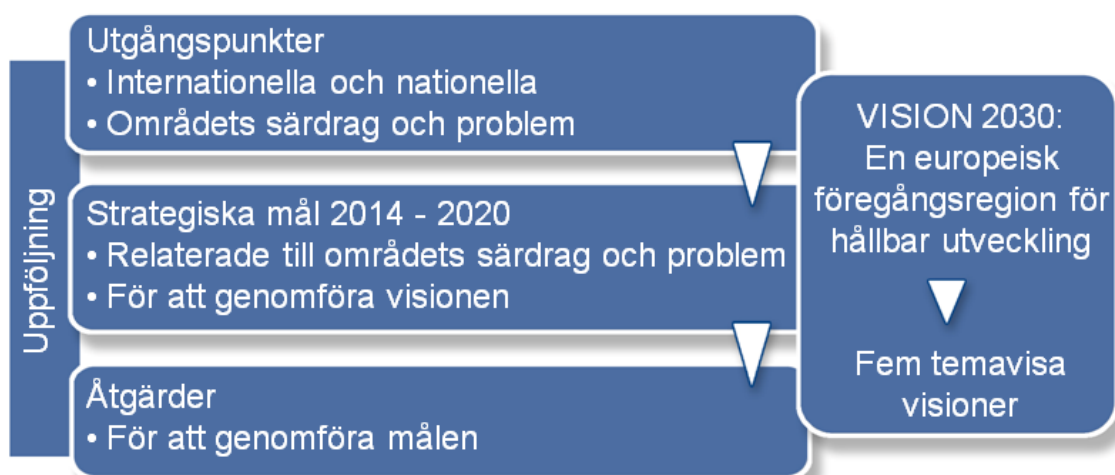 Uppföljning
Utgångspunkter
• Internationella och nationella
• Områdets särdrag och problem
Strategiska mål 2014 - 2020
• Relaterade till områdets särdrag och problem
• För att genomföra visionen
Åtgärder
• För att genomföra målen
VISION 2030:
En europeisk
föregångsregion för
hållbar utveckling
Fem temavisa
visioner